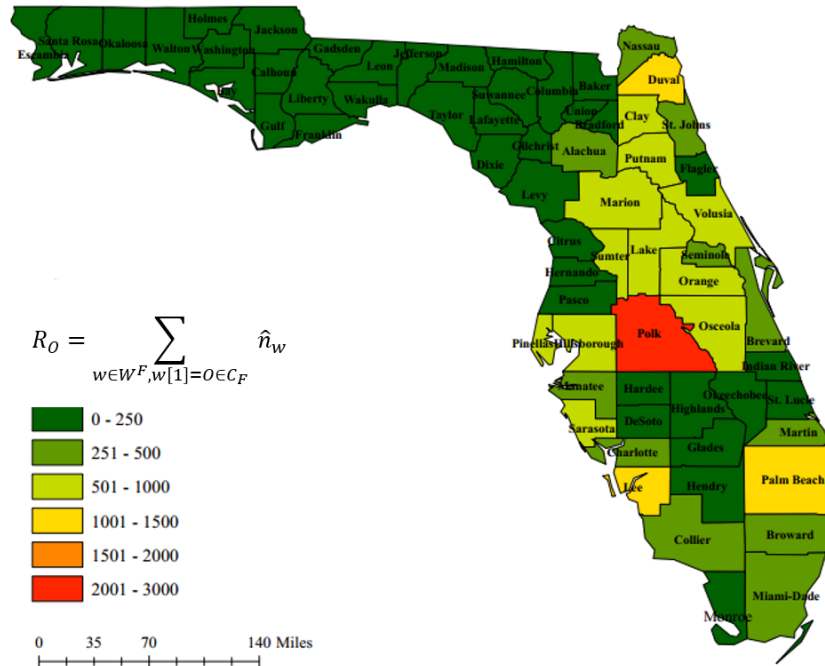 Holmes
Jackson
Escambia
Santa Rosa
Okaloosa
Walton
Washington
Bay
Calhoun
Gulf
Liberty
Franklin
Gadsden
Leon
Wakulla
Jefferson
Madison
Hamilton
Taylor
Suwannee
Lafayette
Columbia
Baker
Union
Bradford
Gilchrist
Dixie
Levy
Alachua
Nassau
Duval
Clay
St. Johns
Putnam
Flagler
Marion
Volusia
Citrus
Sumter
Lake
Seminole
Hernando
Orange
Pasco
Polk
Osceola
Brevard
Pinellas
Hillsborough
Indian River
Manatee
Hardee
Highlands
Okeechobee
St. Lucie
DeSoto
Sarasota
Martin
Charlotte
Glades
Lee
Hendry
Palm Beach
Collier
Broward
Miami-Dade
Monroe
R_O = ∑ n̂_w
w∈W^F,w[1]=O∈C_F
0 - 250
251 - 500
501 - 1000
1001 - 1500
1501 - 2000
2001 - 3000
0 35 70 140 Miles